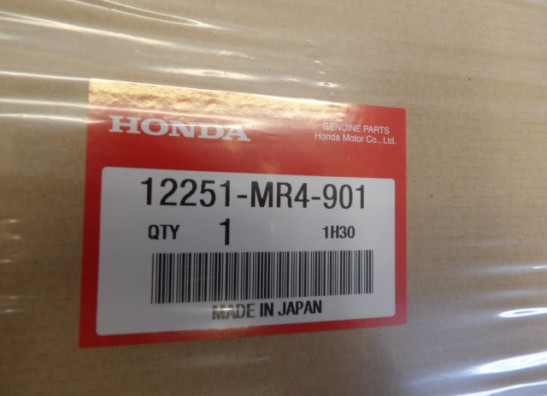 HONDA
GENUINE PARTS
Honda Motor Co., Ltd.
12251-MR4-901
QTY 1 1H30
MADE IN JAPAN